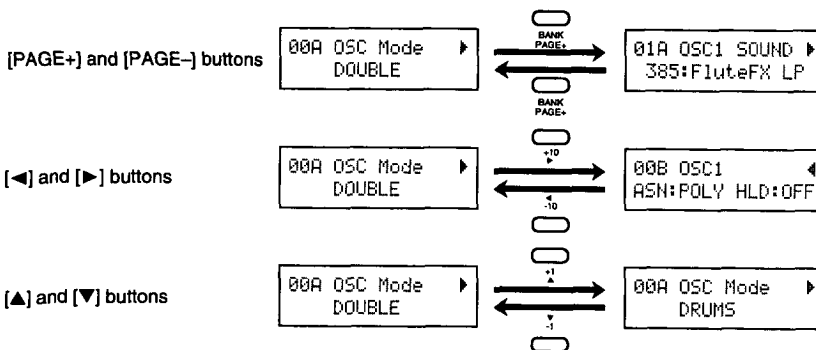 BANK
PAGE+
[PAGE+] and [PAGE–] buttons
00A OSC Mode ▶
DOUBLE
01A OSC1 SOUND ▶
385:FluteFX LP
BANK
PAGE+
+10
▶
[◀] and [▶] buttons
00A OSC Mode ▶
DOUBLE
00B OSC1 ◀
ASN:POLY HLD:OFF
◀
-10
+1
▲
[▲] and [▼] buttons
00A OSC Mode ▶
DOUBLE
00A OSC Mode ▶
DRUMS
▼
-1